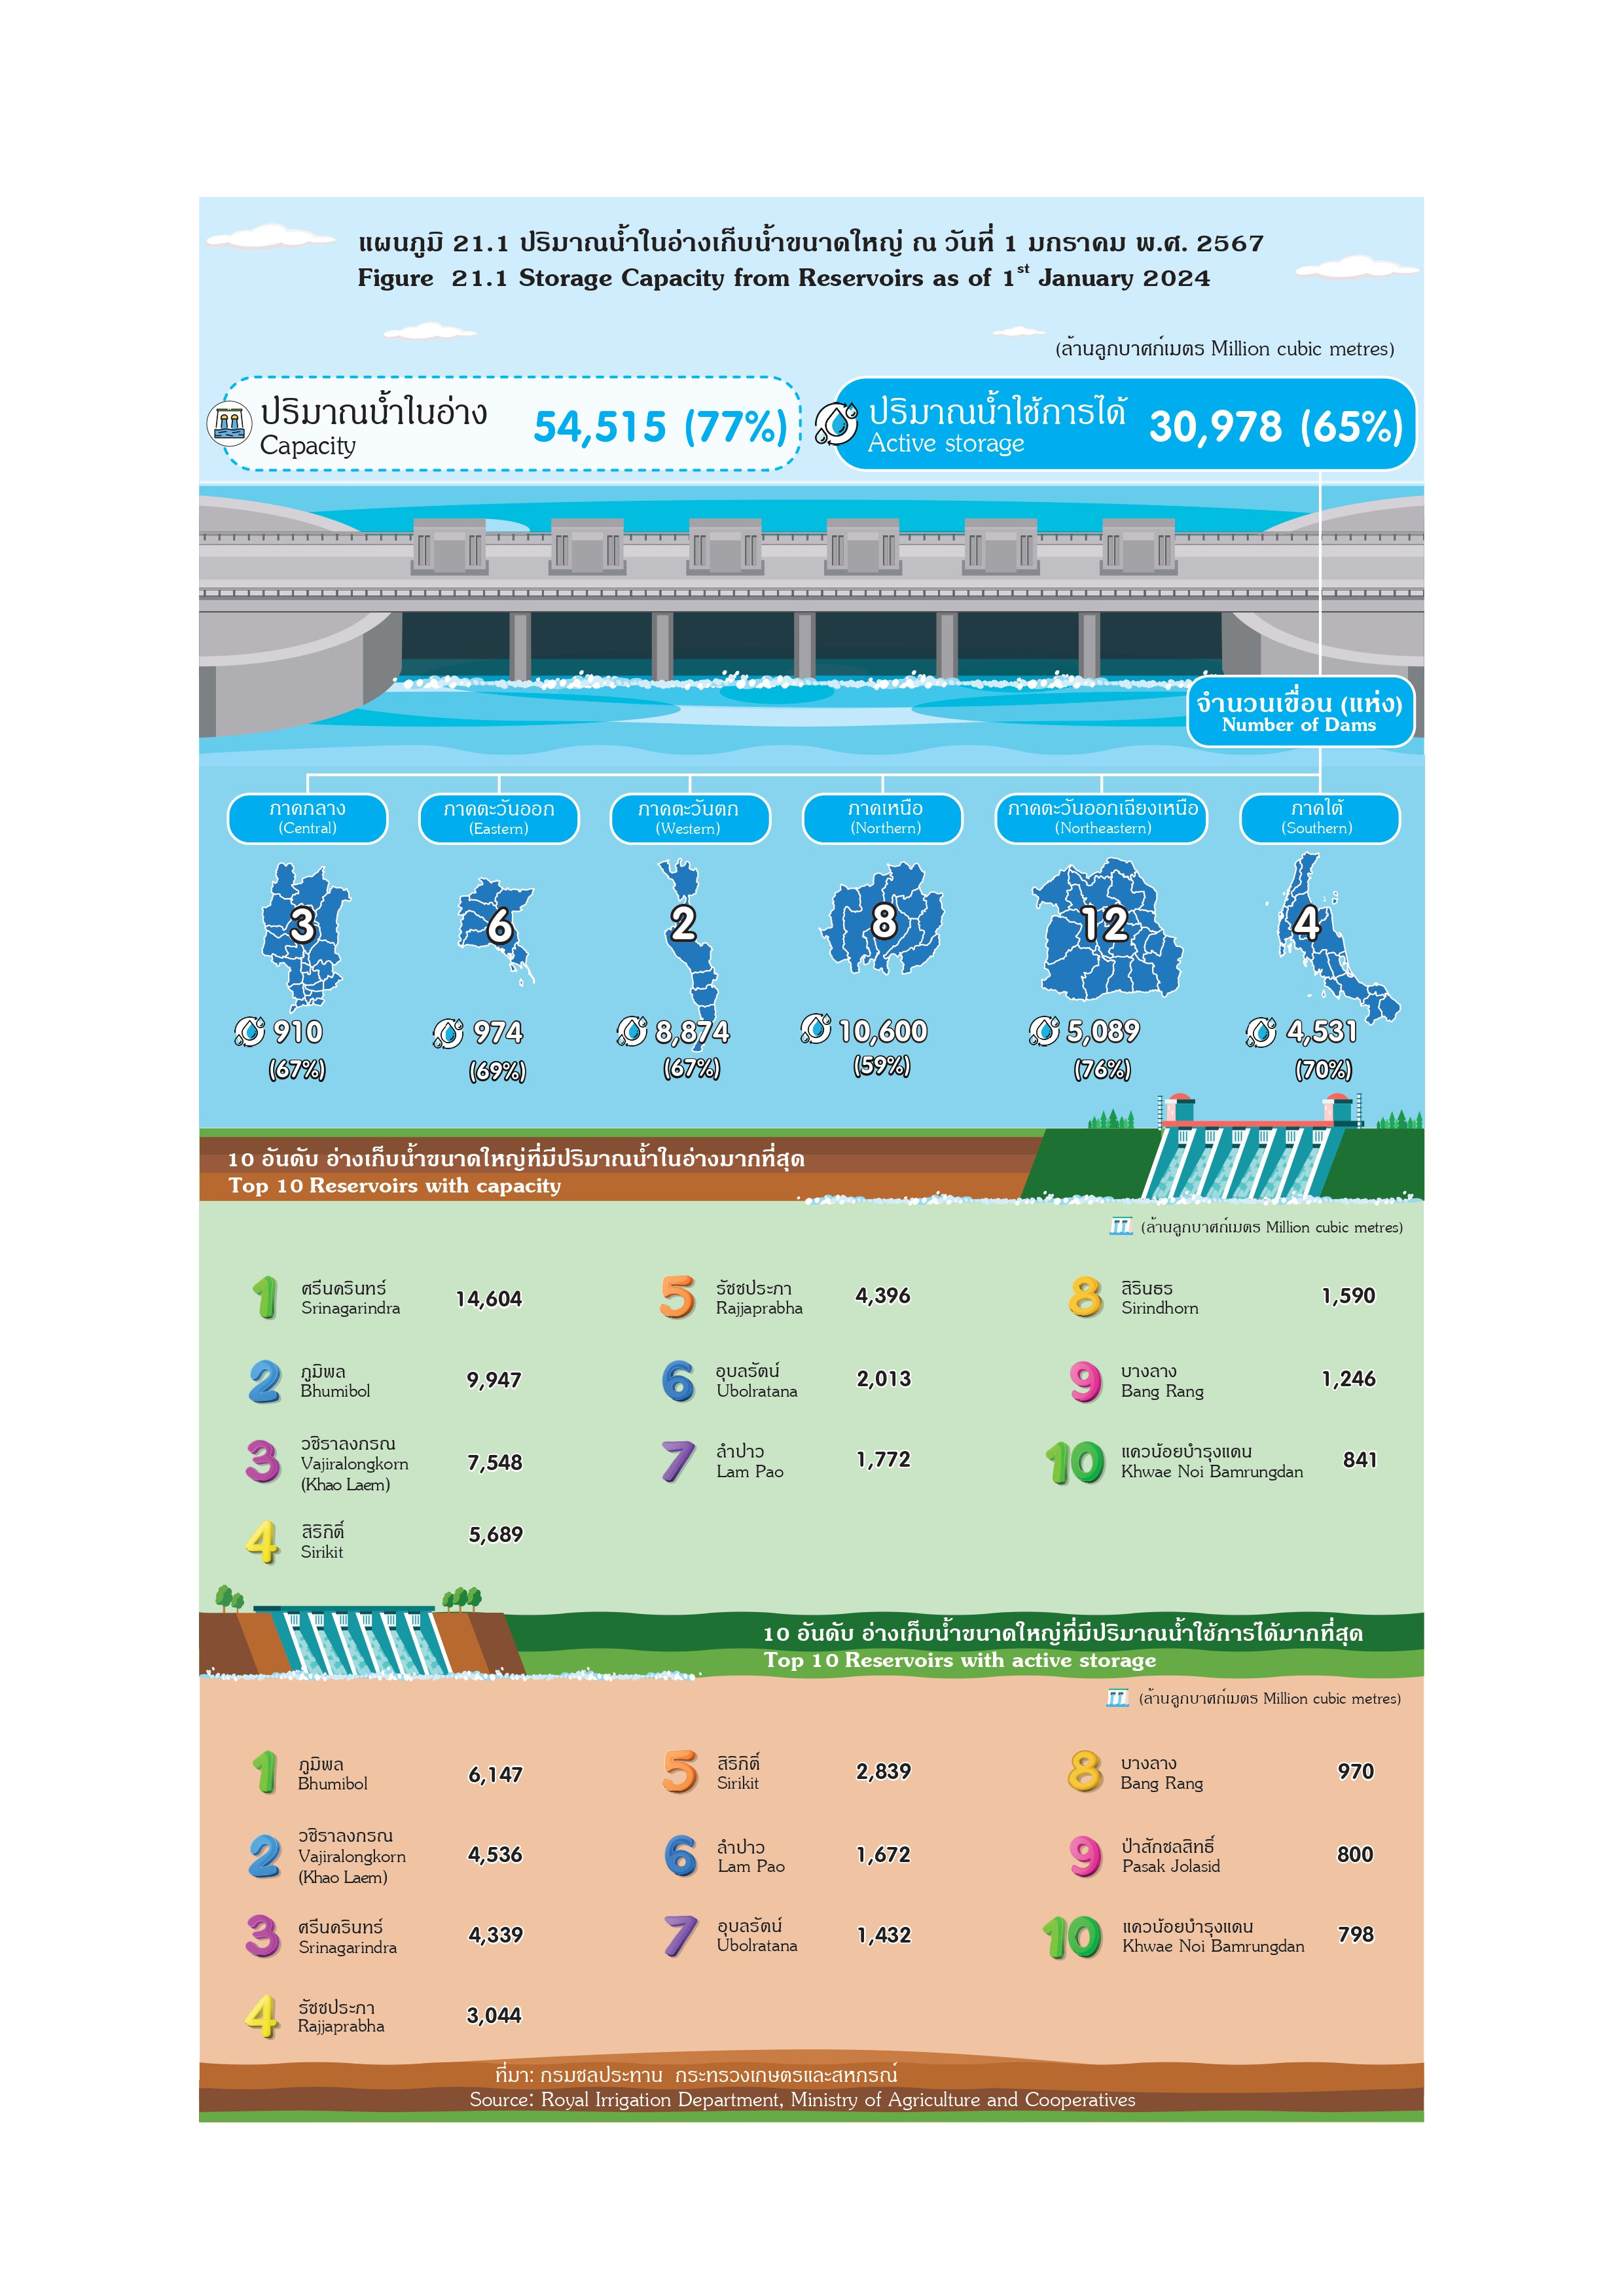 แผนภูมิ 21.1 ปริมาณน้ำในอ่างเก็บน้ำขนาดใหญ่ ณ วันที่ 1 มกราคม พ.ศ. 2567
Figure 21.1 Storage Capacity from Reservoirs as of 1st January 2024
(ล้านลูกบาศก์เมตร Million cubic metres)
ปริมาณน้ำในอ่าง
Capacity
54,515 (77%)
ปริมาณน้ำใช้การได้
Active storage
30,978 (65%)
จำนวนเขื่อน (แห่ง)
Number of Dams
ภาคกลาง
(Central)
3
910
(67%)
ภาคตะวันออก
(Eastern)
6
974
(69%)
ภาคตะวันตก
(Western)
2
8,874
(67%)
ภาคเหนือ
(Northern)
8
10,600
(59%)
ภาคตะวันออกเฉียงเหนือ
(Northeastern)
12
5,089
(76%)
ภาคใต้
(Southern)
4
4,531
(70%)
10 อันดับ อ่างเก็บน้ำขนาดใหญ่ที่มีปริมาณน้ำในอ่างมากที่สุด
Top 10 Reservoirs with capacity
(ล้านลูกบาศก์เมตร Million cubic metres)
1 ศรีนครินทร์
Srinagarindra
14,604
2 ภูมิพล
Bhumibol
9,947
3 วชิราลงกรณ
Vajiralongkorn
(Khao Laem)
7,548
4 สิริกิติ์
Sirikit
5,689
5 รัชชประภา
Rajjaprabha
4,396
6 อุบลรัตน์
Ubolratana
2,013
7 ลำปาว
Lam Pao
1,772
8 สิรินธร
Sirindhorn
1,590
9 บางลาง
Bang Rang
1,246
10 แควน้อยบำรุงแดน
Khwae Noi Bamrungdan
841
10 อันดับ อ่างเก็บน้ำขนาดใหญ่ที่มีปริมาณน้ำใช้การได้มากที่สุด
Top 10 Reservoirs with active storage
(ล้านลูกบาศก์เมตร Million cubic metres)
1 ภูมิพล
Bhumibol
6,147
2 วชิราลงกรณ
Vajiralongkorn
(Khao Laem)
4,536
3 ศรีนครินทร์
Srinagarindra
4,339
4 รัชชประภา
Rajjaprabha
3,044
5 สิริกิติ์
Sirikit
2,839
6 ลำปาว
Lam Pao
1,672
7 อุบลรัตน์
Ubolratana
1,432
8 บางลาง
Bang Rang
970
9 ป่าสักชลสิทธิ์
Pasak Jolasid
800
10 แควน้อยบำรุงแดน
Khwae Noi Bamrungdan
798
ที่มา: กรมชลประทาน กระทรวงเกษตรและสหกรณ์
Source: Royal Irrigation Department, Ministry of Agriculture and Cooperatives